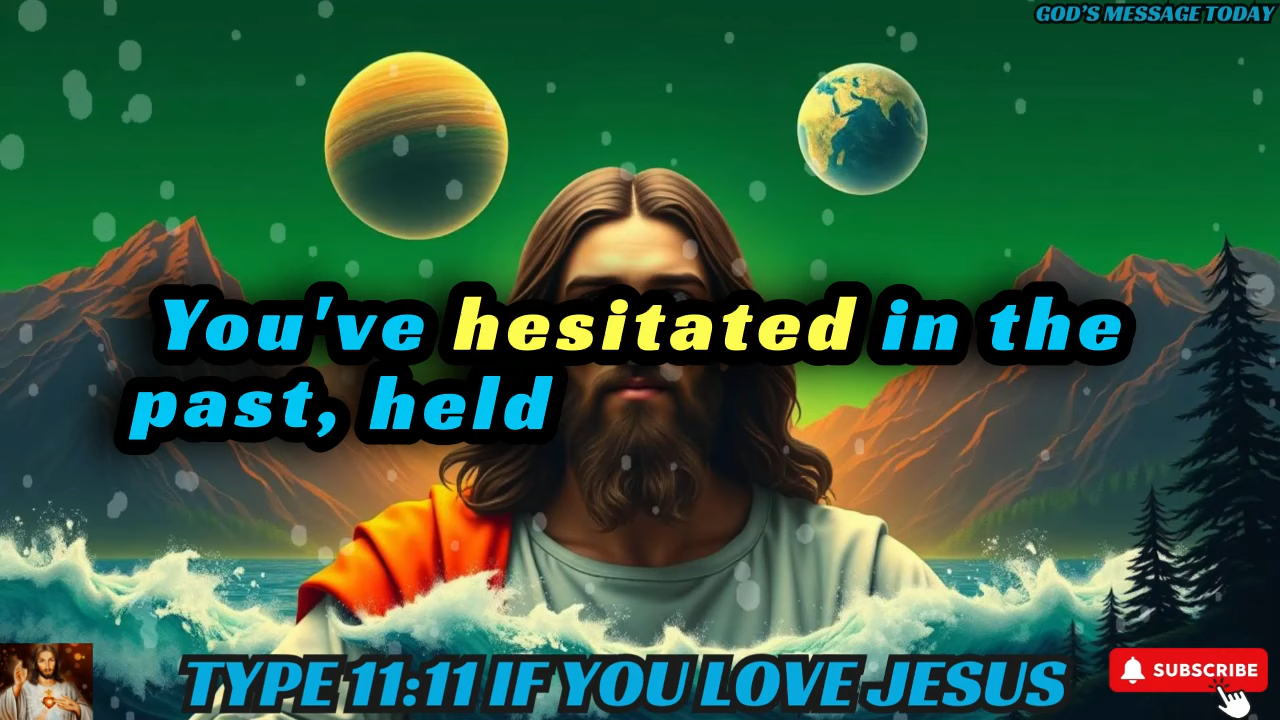 GOD'S MESSAGE TODAY
You've hesitated in the
past, held
TYPE 11:11 IF YOU LOVE JESUS
SUBSCRIBE